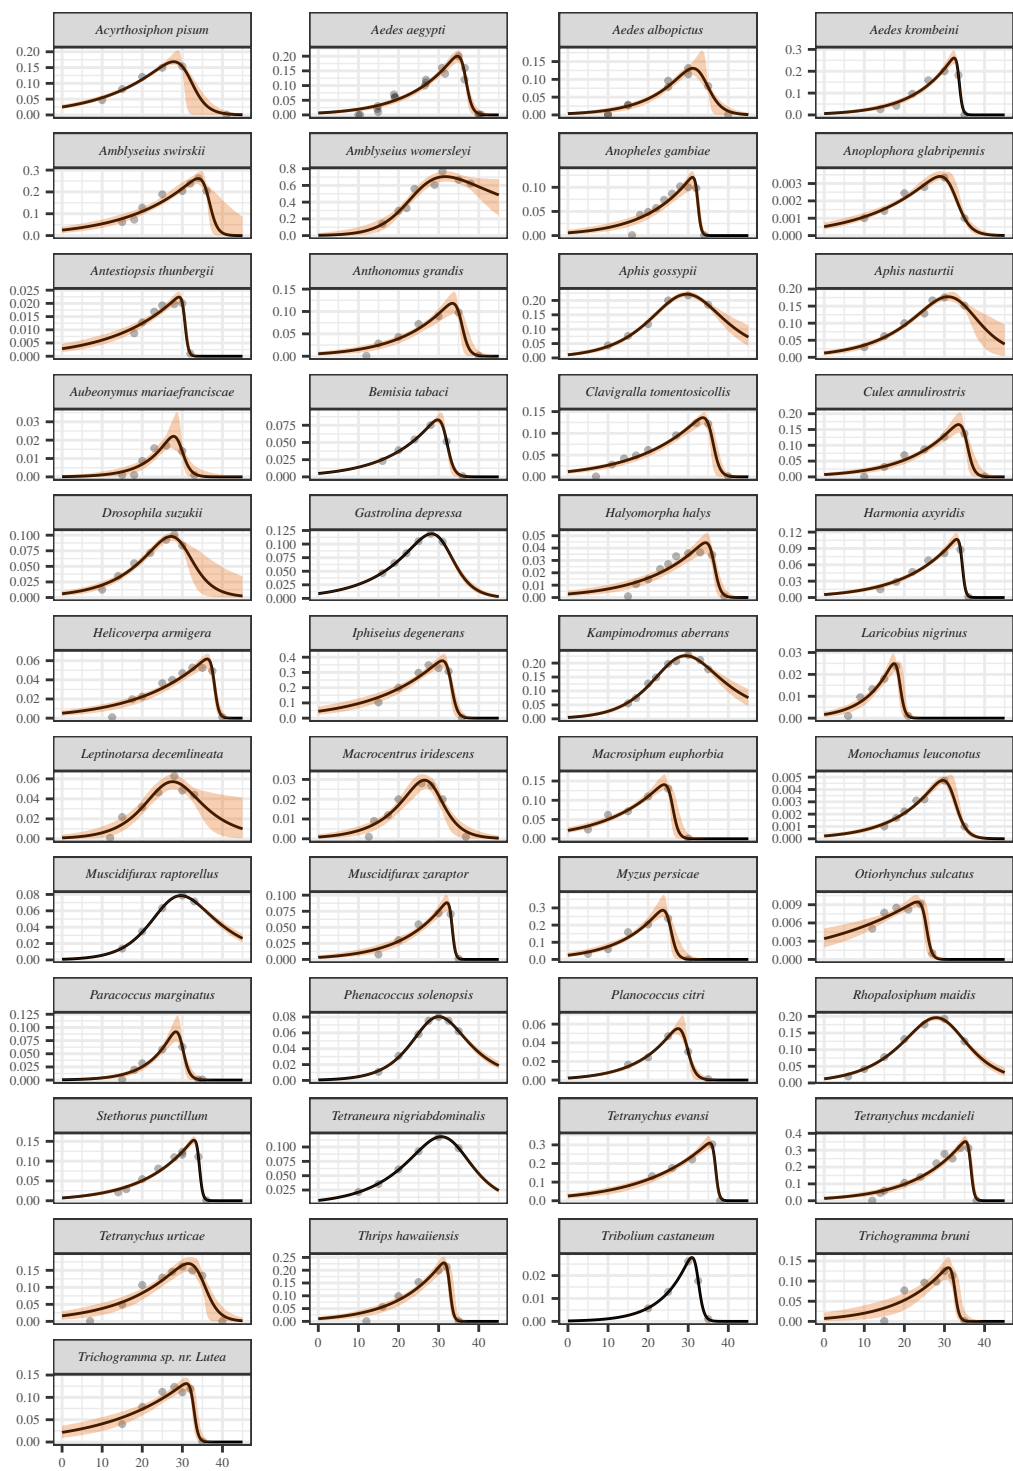 Acyrthosiphon pisum Aedes aegypti Aedes albopictus Aedes krombeini
0.20 0.15 0.10 0.05 0.00
0.20 0.15 0.10 0.05 0.00
0.15 0.10 0.05 0.00
0.3 0.2 0.1 0.0
Amblyseius swirskii Amblyseius womersleyi Anopheles gambiae Anoplophora glabripennis
0.3 0.2 0.1 0.0
0.8 0.6 0.4 0.2 0.0
0.10 0.05 0.00
0.003 0.002 0.001 0.000
Antestiopsis thunbergii Anthonomus grandis Aphis gossypii Aphis nasturtii
0.025 0.020 0.015 0.010 0.005 0.000
0.15 0.10 0.05 0.00
0.20 0.15 0.10 0.05 0.00
0.20 0.15 0.10 0.05 0.00
Aubeonymus mariaefranciscae Bemisia tabaci Clavigralla tomentosicollis Culex annulirostris
0.03 0.02 0.01 0.00
0.075 0.050 0.025 0.000
0.15 0.10 0.05 0.00
0.20 0.15 0.10 0.05 0.00
Drosophila suzukii Gastrolina depressa Halyomorpha halys Harmonia axyridis
0.100 0.075 0.050 0.025 0.000
0.125 0.100 0.075 0.050 0.025 0.000
0.05 0.04 0.03 0.02 0.01 0.00
0.12 0.09 0.06 0.03 0.00
Helicoverpa armigera Iphiseius degenerans Kampimodromus aberrans Laricobius nigrinus
0.06 0.04 0.02 0.00
0.4 0.3 0.2 0.1 0.0
0.20 0.15 0.10 0.05 0.00
0.03 0.02 0.01 0.00
Leptinotarsa decemlineata Macrocentrus iridescens Macrosiphum euphorbia Monochamus leuconotus
0.06 0.04 0.02 0.00
0.03 0.02 0.01 0.00
0.15 0.10 0.05 0.00
0.005 0.004 0.003 0.002 0.001 0.000
Muscidifurax raptorellus Muscidifurax zaraptor Myzus persicae Otiorhynchus sulcatus
0.08 0.06 0.04 0.02 0.00
0.100 0.075 0.050 0.025 0.000
0.3 0.2 0.1 0.0
0.009 0.006 0.003 0.000
Paracoccus marginatus Phenacoccus solenopsis Planococcus citri Rhopalosiphum maidis
0.125 0.100 0.075 0.050 0.025 0.000
0.08 0.06 0.04 0.02 0.00
0.06 0.04 0.02 0.00
0.20 0.15 0.10 0.05 0.00
Stethorus punctillum Tetraneura nigriabdominalis Tetranychus evansi Tetranychus mcdanieli
0.15 0.10 0.05 0.00
0.100 0.075 0.050 0.025
0.3 0.2 0.1 0.0
0.4 0.3 0.2 0.1 0.0
Tetranychus urticae Thrips hawaiiensis Tribolium castaneum Trichogramma bruni
0.15 0.10 0.05 0.00
0.25 0.20 0.15 0.10 0.05 0.00
0.02 0.01 0.00
0.15 0.10 0.05 0.00
0 10 20 30 40 0 10 20 30 40 0 10 20 30 40
Trichogramma sp. nr. Lutea
0.15 0.10 0.05 0.00
0 10 20 30 40